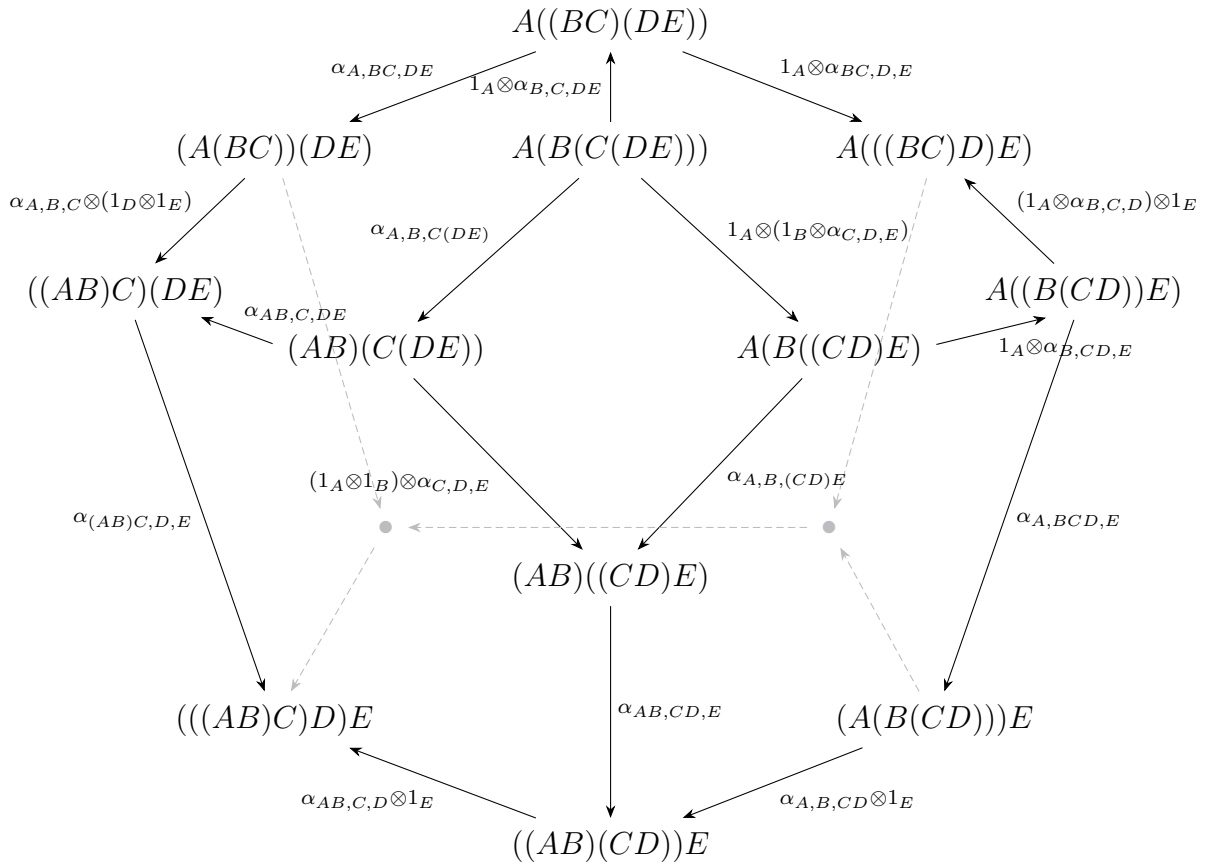 A((BC)(DE))
α_{A,BC,DE}
1_A⊗α_{B,C,DE}
1_A⊗α_{BC,D,E}
(A(BC))(DE)
A(B(C(DE)))
A(((BC)D)E)
α_{A,B,C}⊗(1_D⊗1_E)
α_{A,B,C(DE)}
1_A⊗(1_B⊗α_{C,D,E})
(1_A⊗α_{B,C,D})⊗1_E
((AB)C)(DE)
A((B(CD))E)
α_{AB,C,DE}
(AB)(C(DE))
A(B((CD)E)
1_A⊗α_{B,CD,E}
(1_A⊗1_B)⊗α_{C,D,E}
α_{A,B,(CD)E}
α_{(AB)C,D,E}
α_{A,BCD,E}
(AB)((CD)E)
(((AB)C)D)E
α_{AB,CD,E}
(A(B(CD)))E
α_{AB,C,D}⊗1_E
α_{A,B,CD}⊗1_E
((AB)(CD))E